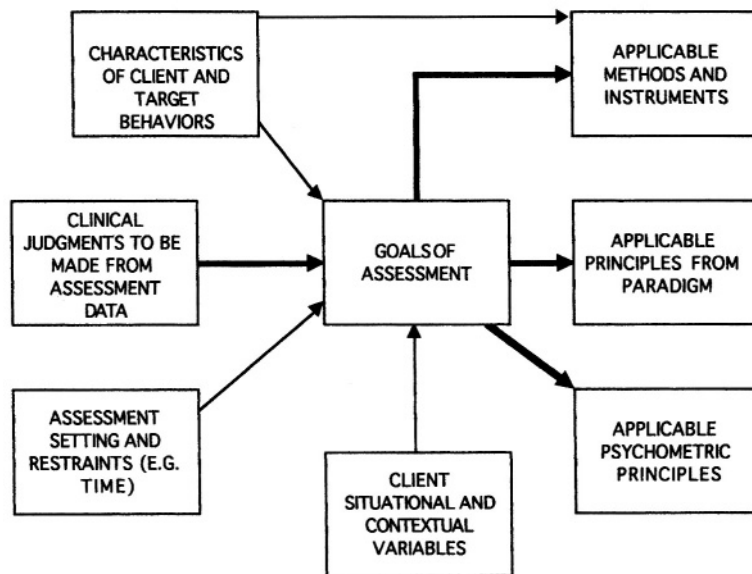 CHARACTERISTICS
OF CLIENT AND
TARGET
BEHAVIORS
APPLICABLE
METHODS AND
INSTRUMENTS
CLINICAL
JUDGMENTS TO BE
MADE FROM
ASSESSMENT
DATA
GOALS OF
ASSESSMENT
APPLICABLE
PRINCIPLES FROM
PARADIGM
ASSESSMENT
SETTING AND
RESTRAINTS (E.G.
TIME)
CLIENT
SITUATIONAL AND
CONTEXTUAL
VARIABLES
APPLICABLE
PSYCHOMETRIC
PRINCIPLES